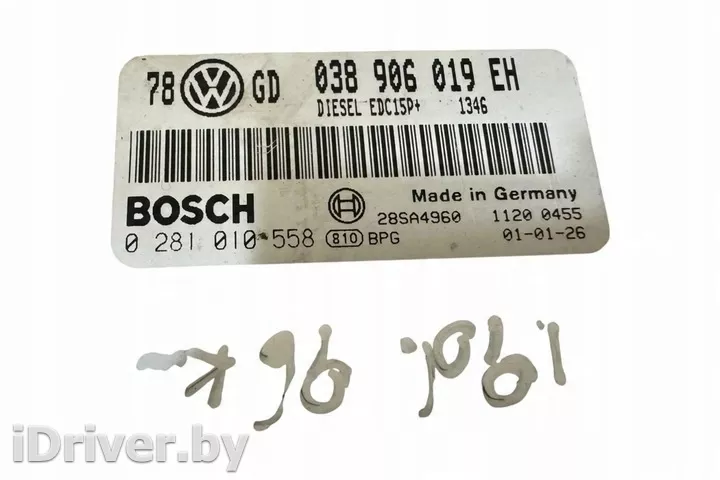 78 VW GD 038 906 019 EH
DIESEL EDC15P+ 1346
BOSCH Made in Germany
28SA4960 1120 0455
0 281 010 558 810 BPG 01-01-26
iDriver.by